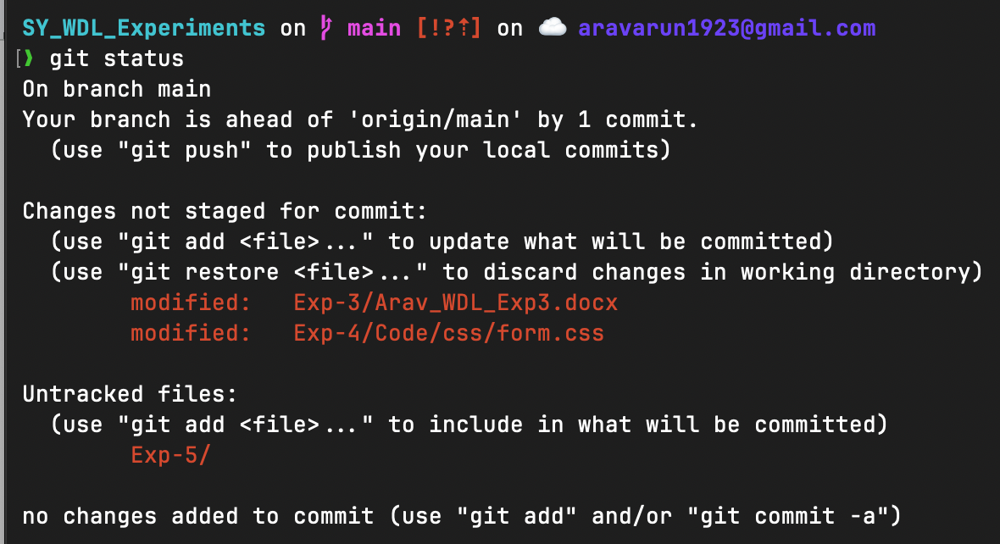 SY_WDL_Experiments on main [!?⇡] on ☁️ aravarun1923@gmail.com
[❯ git status
On branch main
Your branch is ahead of 'origin/main' by 1 commit.
  (use "git push" to publish your local commits)

Changes not staged for commit:
  (use "git add <file>..." to update what will be committed)
  (use "git restore <file>..." to discard changes in working directory)
        modified:   Exp-3/Arav_WDL_Exp3.docx
        modified:   Exp-4/Code/css/form.css

Untracked files:
  (use "git add <file>..." to include in what will be committed)
        Exp-5/

no changes added to commit (use "git add" and/or "git commit -a")